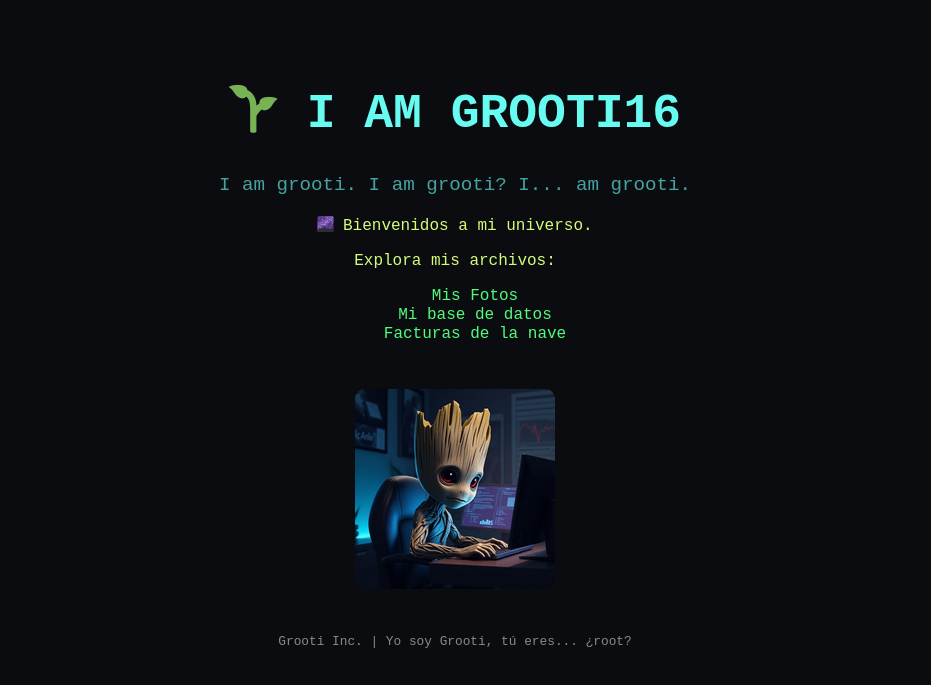 I AM GROOTI16
I am grooti. I am grooti? I... am grooti.
Bienvenidos a mi universo.
Explora mis archivos:
Mis Fotos
Mi base de datos
Facturas de la nave
Grooti Inc. | Yo soy Grooti, tú eres... ¿root?